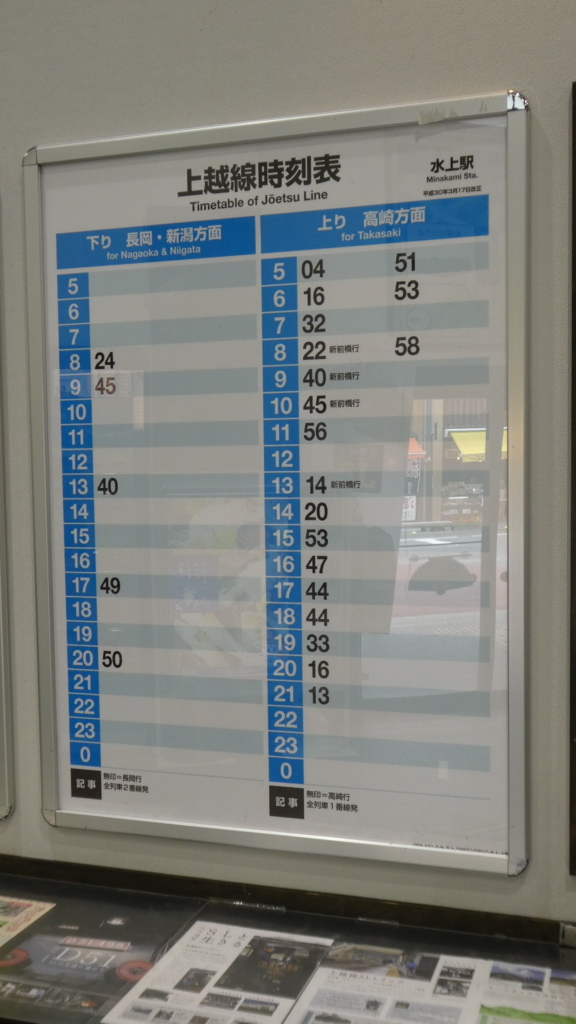 上越線時刻表
Timetable of Jōetsu Line
水上駅
Minakami Sta.
平成30年3月17日改正
下り 長岡・新潟方面
for Nagaoka & Niigata
5
6
7
8 24
9 45
10
11
12
13 40
14
15
16
17 49
18
19
20 50
21
22
23
0
記事
無印=長岡行
全列車2番線発
上り 高崎方面
for Takasaki
5 04 51
6 16 53
7 32
8 22 新前橋行 58
9 40 新前橋行
10 45 新前橋行
11 56
12
13 14 新前橋行
14 20
15 53
16 47
17 44
18 44
19 33
20 16
21 13
22
23
0
記事
無印=高崎行
全列車1番線発
D51